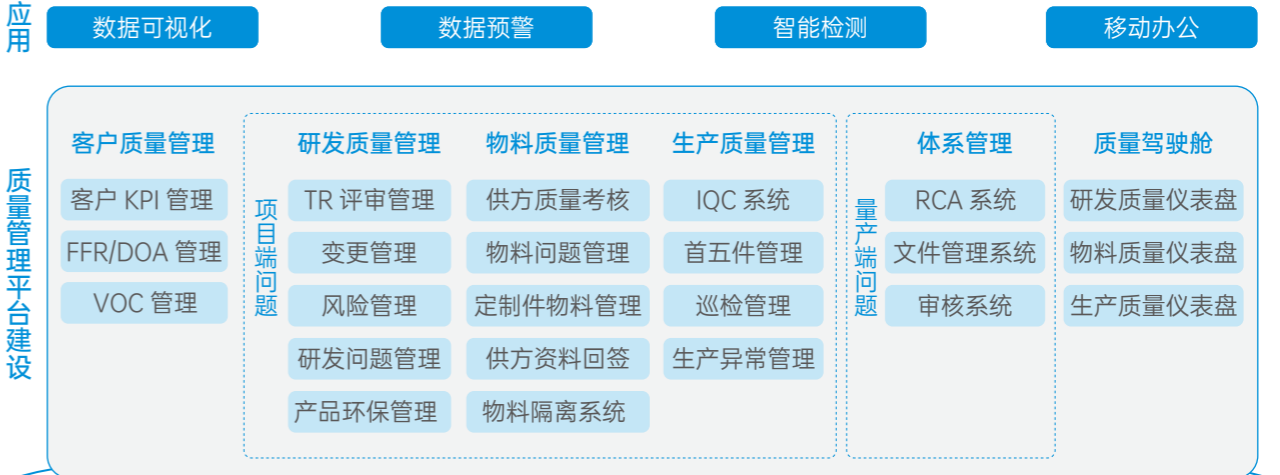 应用
数据可视化
数据预警
智能检测
移动办公
质量管理平台建设
客户质量管理
客户 KPI 管理
FFR/DOA 管理
VOC 管理
项目端问题
研发质量管理
TR 评审管理
变更管理
风险管理
研发问题管理
产品环保管理
物料质量管理
供方质量考核
物料问题管理
定制件物料管理
供方资料回签
物料隔离系统
生产质量管理
IQC 系统
首五件管理
巡检管理
生产异常管理
量产端问题
体系管理
RCA 系统
文件管理系统
审核系统
质量驾驶舱
研发质量仪表盘
物料质量仪表盘
生产质量仪表盘